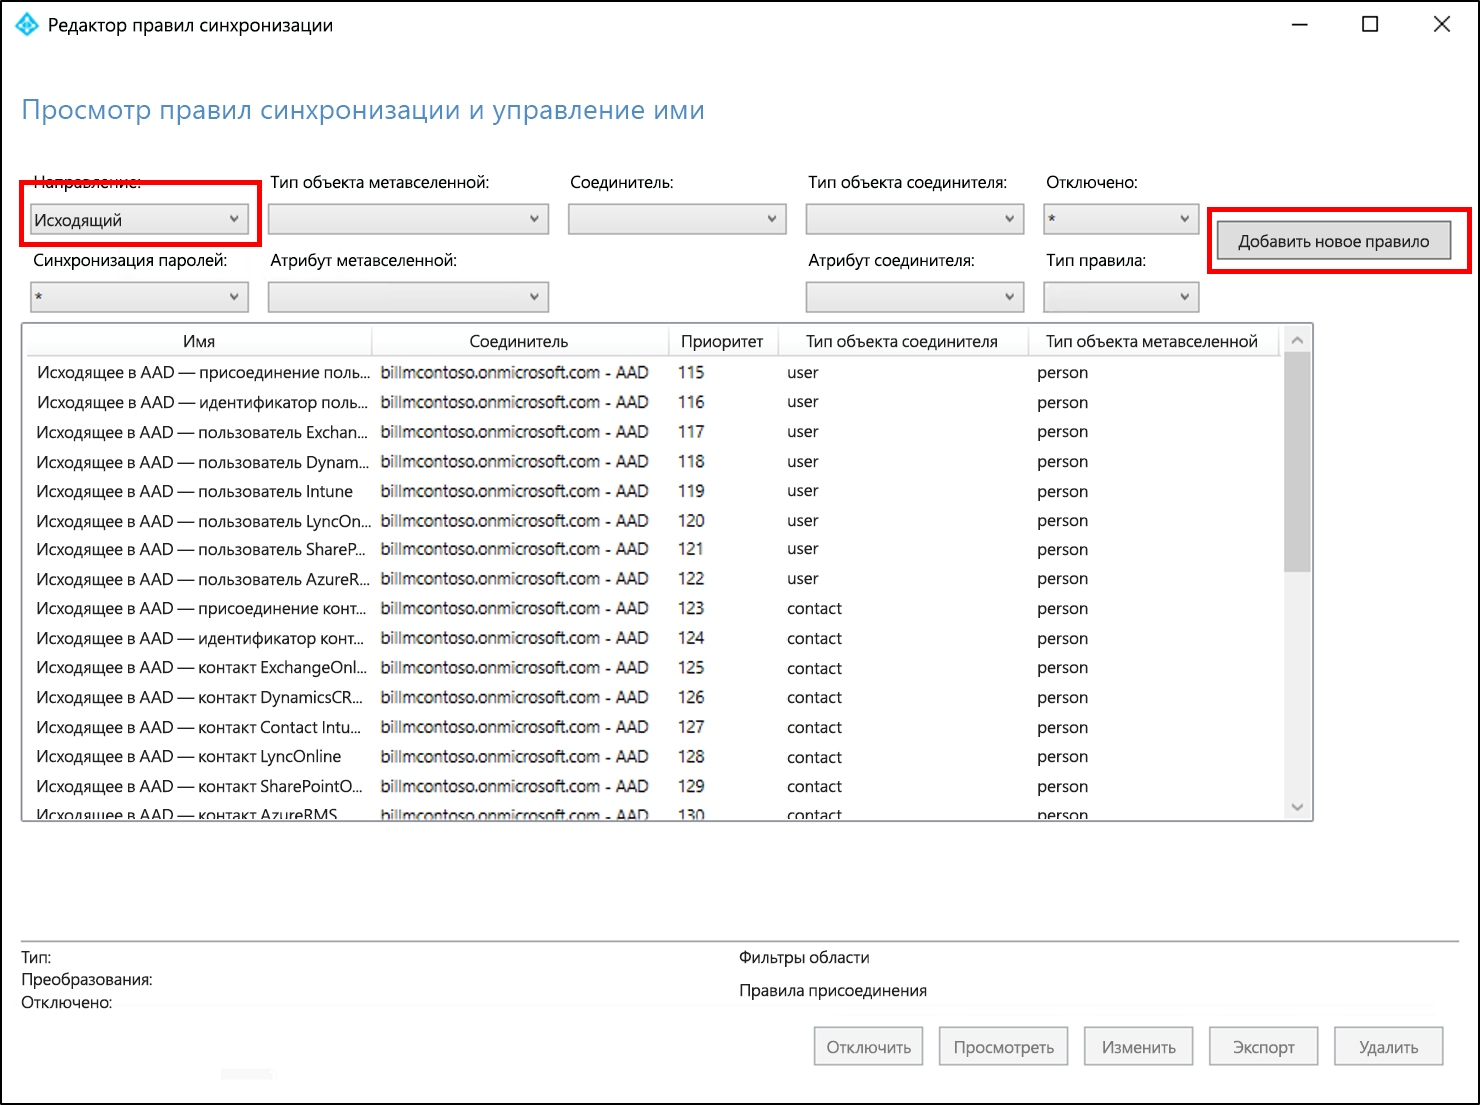 Редактор правил синхронизации
Просмотр правил синхронизации и управление ими
Направление: Тип объекта метавселенной: Соединитель: Тип объекта соединителя: Отключено:
Исходящий *
Добавить новое правило
Синхронизация паролей: Атрибут метавселенной: Атрибут соединителя: Тип правила:
*
Имя Соединитель Приоритет Тип объекта соединителя Тип объекта метавселенной
Исходящее в AAD — присоединение поль... billmcontoso.onmicrosoft.com - AAD 115 user person
Исходящее в AAD — идентификатор поль... billmcontoso.onmicrosoft.com - AAD 116 user person
Исходящее в AAD — пользователь Exchan... billmcontoso.onmicrosoft.com - AAD 117 user person
Исходящее в AAD — пользователь Dynam... billmcontoso.onmicrosoft.com - AAD 118 user person
Исходящее в AAD — пользователь Intune billmcontoso.onmicrosoft.com - AAD 119 user person
Исходящее в AAD — пользователь LyncOn... billmcontoso.onmicrosoft.com - AAD 120 user person
Исходящее в AAD — пользователь ShareP... billmcontoso.onmicrosoft.com - AAD 121 user person
Исходящее в AAD — пользователь AzureR... billmcontoso.onmicrosoft.com - AAD 122 user person
Исходящее в AAD — присоединение конт... billmcontoso.onmicrosoft.com - AAD 123 contact person
Исходящее в AAD — идентификатор конт... billmcontoso.onmicrosoft.com - AAD 124 contact person
Исходящее в AAD — контакт ExchangeOnl... billmcontoso.onmicrosoft.com - AAD 125 contact person
Исходящее в AAD — контакт DynamicsCR... billmcontoso.onmicrosoft.com - AAD 126 contact person
Исходящее в AAD — контакт Contact Intu... billmcontoso.onmicrosoft.com - AAD 127 contact person
Исходящее в AAD — контакт LyncOnline billmcontoso.onmicrosoft.com - AAD 128 contact person
Исходящее в AAD — контакт SharePointO... billmcontoso.onmicrosoft.com - AAD 129 contact person
Исходящее в AAD — контакт AzureRMS billmcontoso.onmicrosoft.com - AAD 130 contact person
Тип: Фильтры области
Преобразования: Правила присоединения
Отключено:
Отключить Просмотреть Изменить Экспорт Удалить